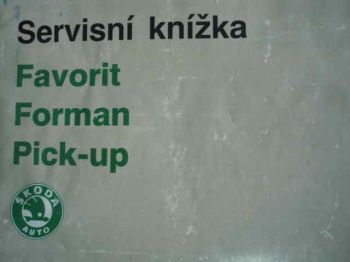 Servisní knížka
Favorit
Forman
Pick-up
ŠKODA
AUTO